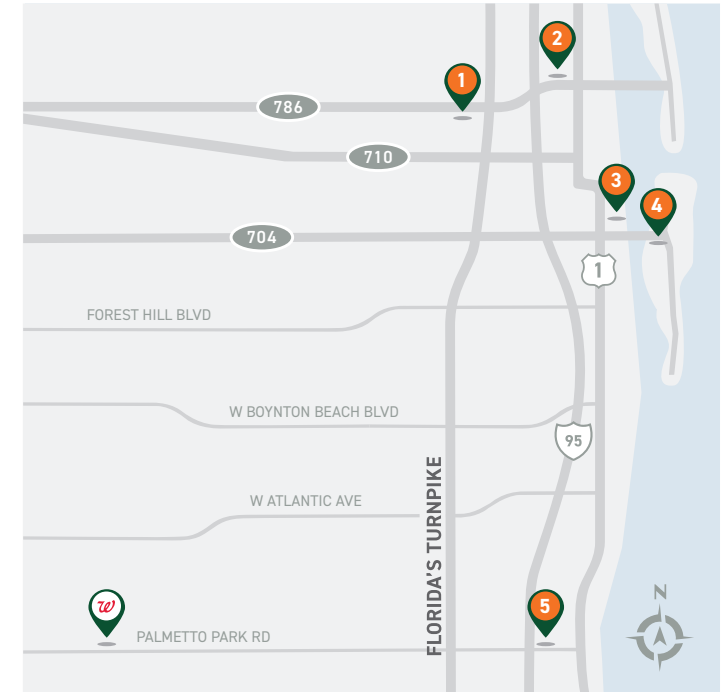 2
1
786
710
3
4
704
1
FOREST HILL BLVD
W BOYNTON BEACH BLVD
95
W ATLANTIC AVE
FLORIDA'S TURNPIKE
W
5
N
PALMETTO PARK RD